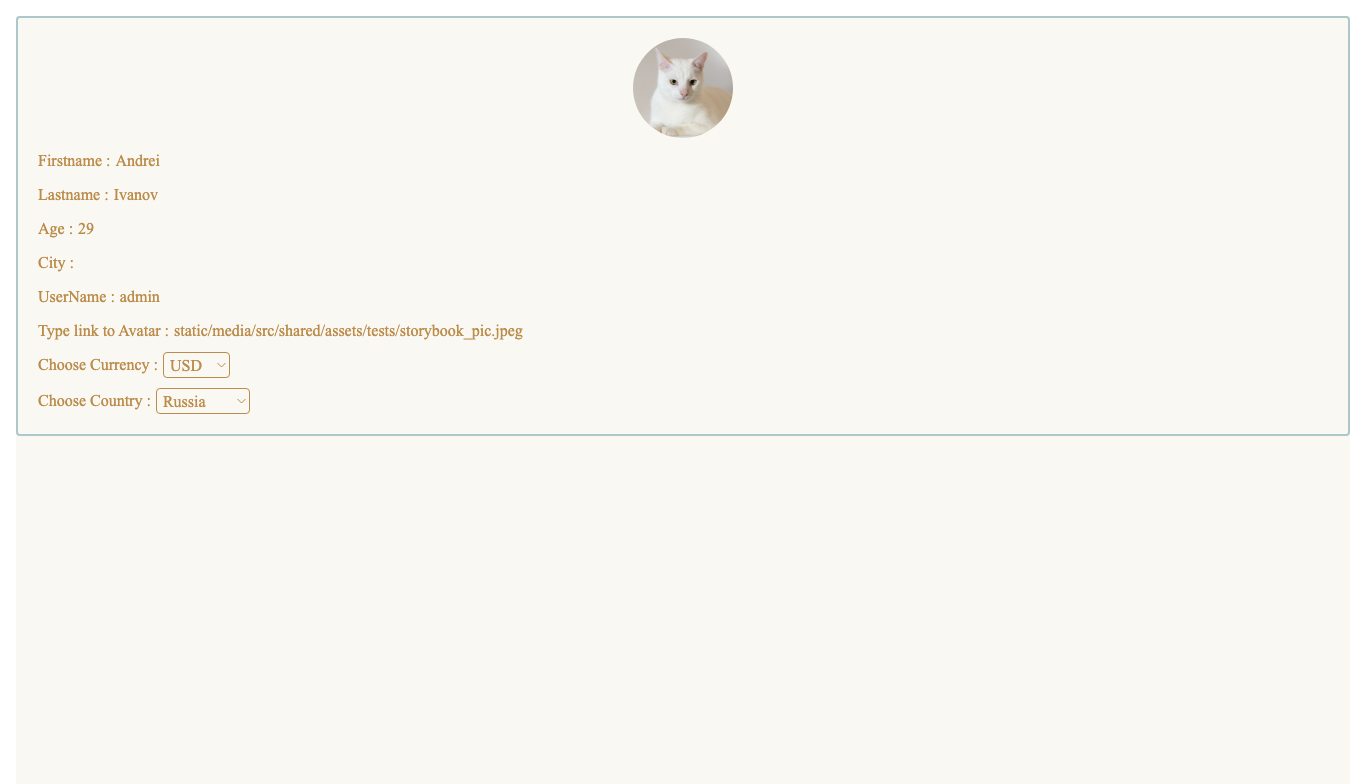 Firstname : Andrei
Lastname : Ivanov
Age : 29
City :
UserName : admin
Type link to Avatar : static/media/src/shared/assets/tests/storybook_pic.jpeg
Choose Currency : USD
Choose Country : Russia